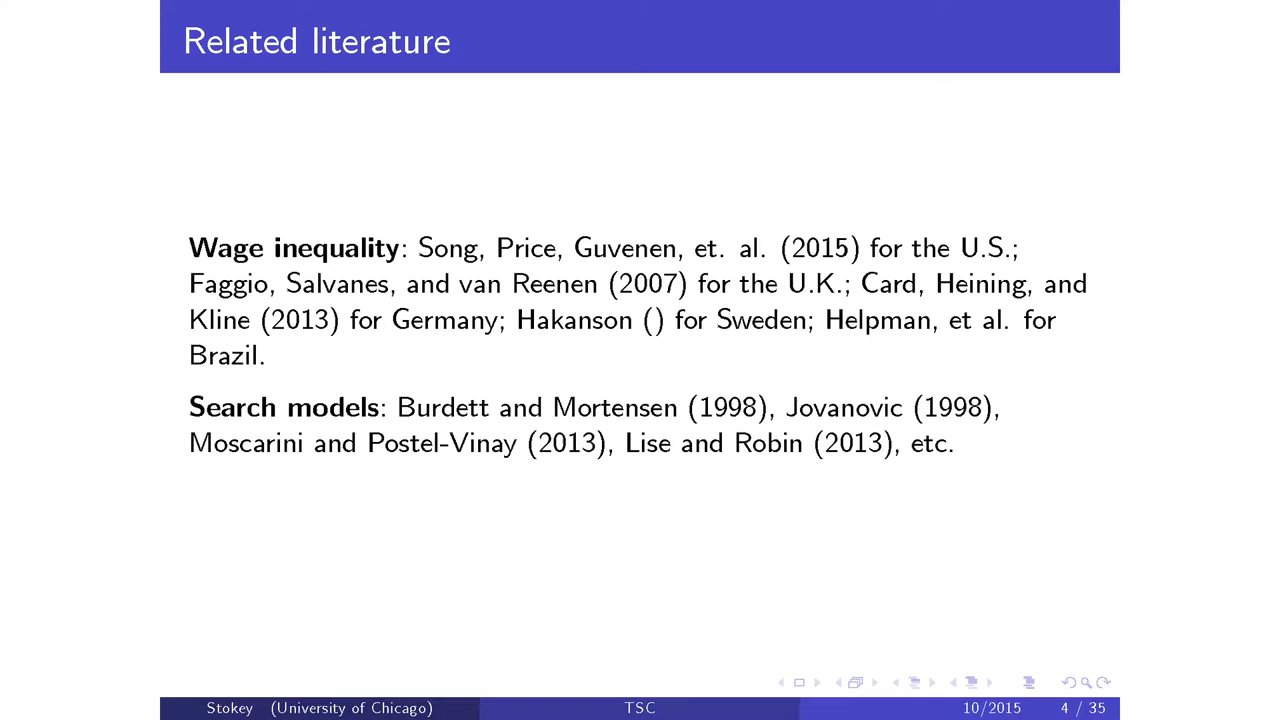 Related literature
Wage inequality: Song, Price, Guvenen, et. al. (2015) for the U.S.;
Faggio, Salvanes, and van Reenen (2007) for the U.K.; Card, Heining, and
Kline (2013) for Germany; Hakanson () for Sweden; Helpman, et al. for
Brazil.
Search models: Burdett and Mortensen (1998), Jovanovic (1998),
Moscarini and Postel-Vinay (2013), Lise and Robin (2013), etc.
Stokey (University of Chicago) TSC 10/2015 4 / 35